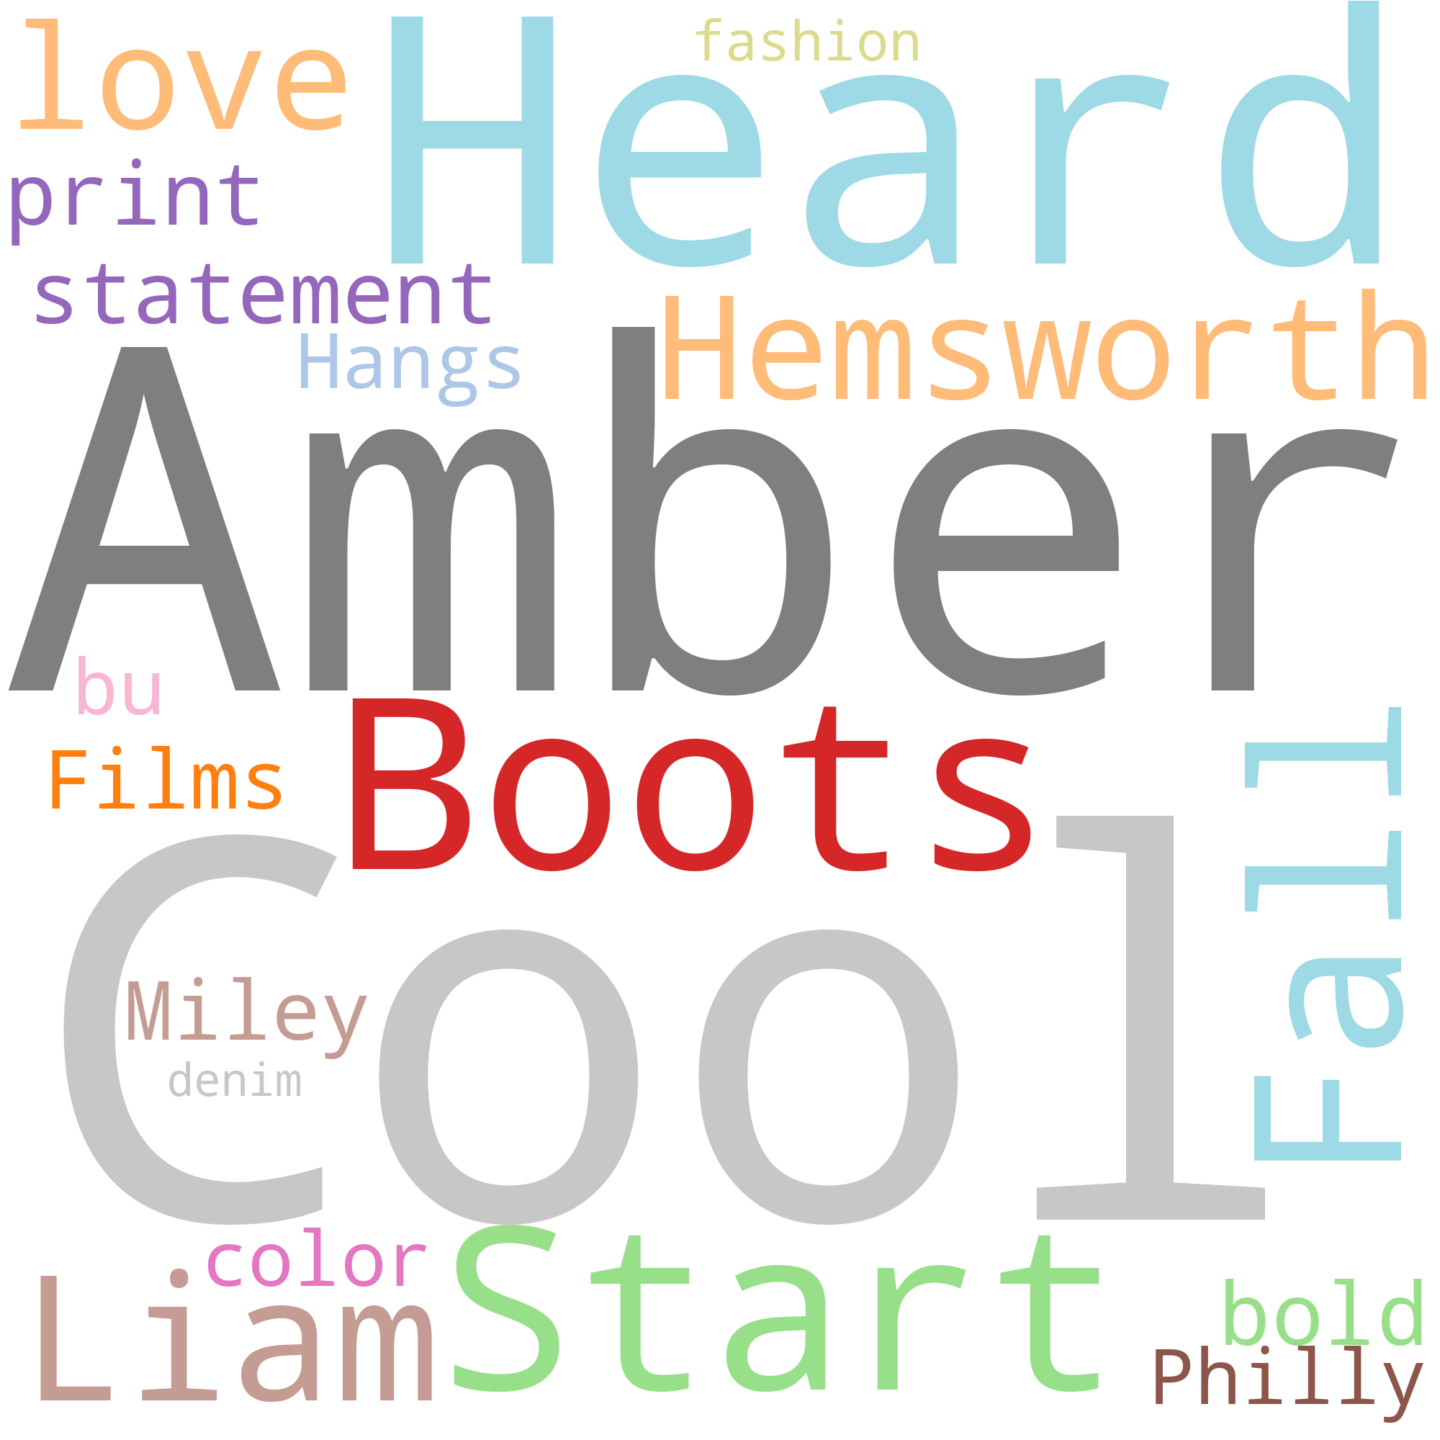 love
Heard
fashion
print
statement
Hemsworth
Hangs
Amber
bu
Boots
Films
Fall
Cool
Miley
denim
color
Start
Liam
bold
Philly